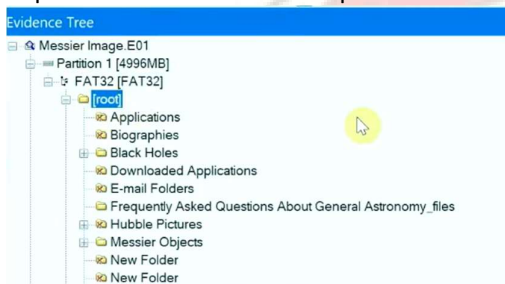 Evidence Tree
Messier Image.E01
Partition 1 [4996MB]
FAT32 [FAT32]
[root]
Applications
Biographies
Black Holes
Downloaded Applications
E-mail Folders
Frequently Asked Questions About General Astronomy_files
Hubble Pictures
Messier Objects
New Folder
New Folder